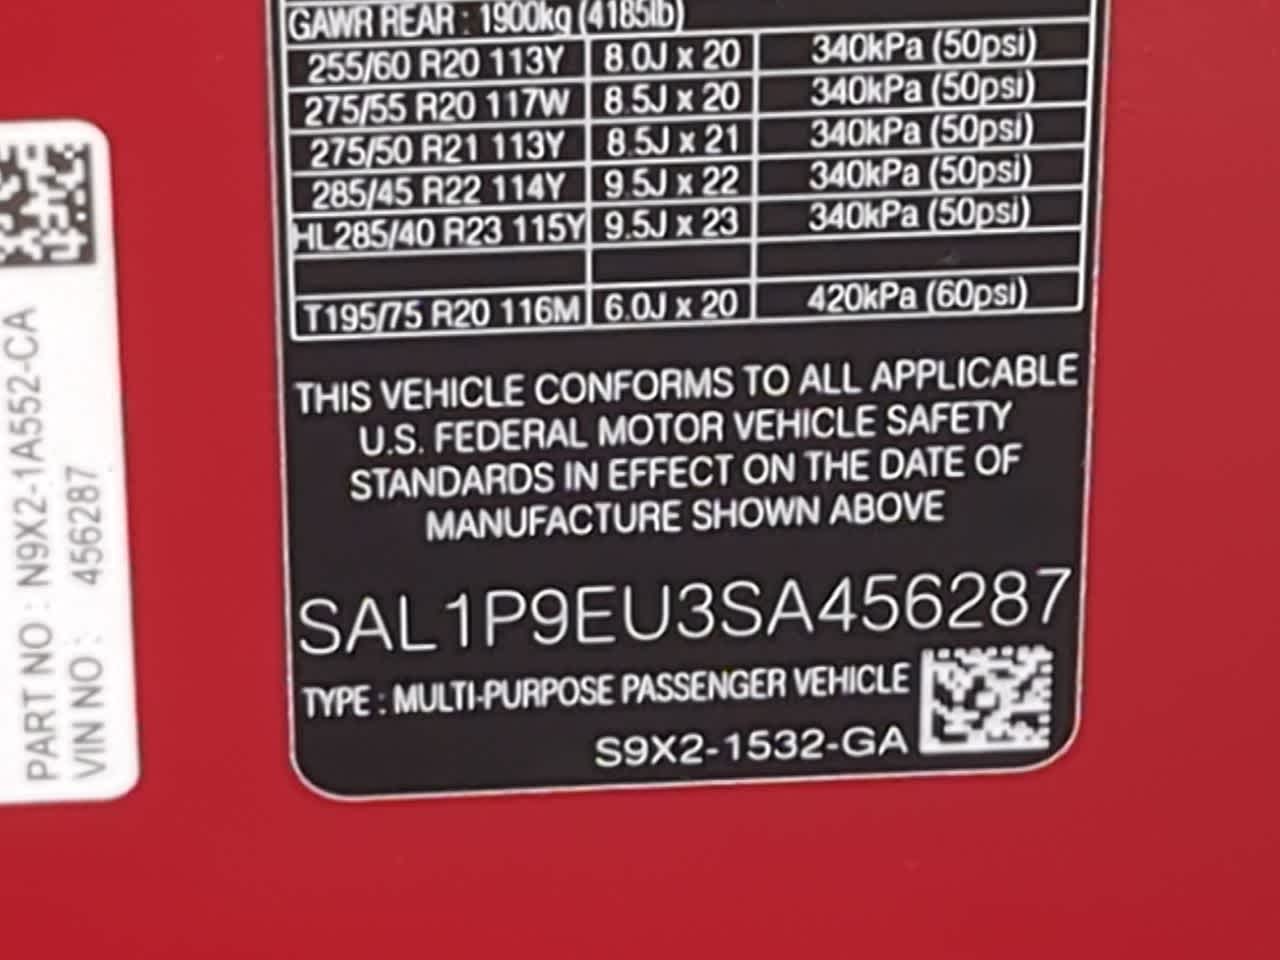 GAWR REAR : 1900kg (4185lb)
255/60 R20 113Y 8.0J x 20 340kPa (50psi)
275/55 R20 117W 8.5J x 20 340kPa (50psi)
275/50 R21 113Y 8.5J x 21 340kPa (50psi)
285/45 R22 114Y 9.5J x 22 340kPa (50psi)
HL285/40 R23 115Y 9.5J x 23 340kPa (50psi)
T195/75 R20 116M 6.0J x 20 420kPa (60psi)
THIS VEHICLE CONFORMS TO ALL APPLICABLE
U.S. FEDERAL MOTOR VEHICLE SAFETY
STANDARDS IN EFFECT ON THE DATE OF
MANUFACTURE SHOWN ABOVE
SAL1P9EU3SA456287
TYPE : MULTI-PURPOSE PASSENGER VEHICLE
S9X2-1532-GA
PART NO : N9X2-1A552-CA
VIN NO : 456287